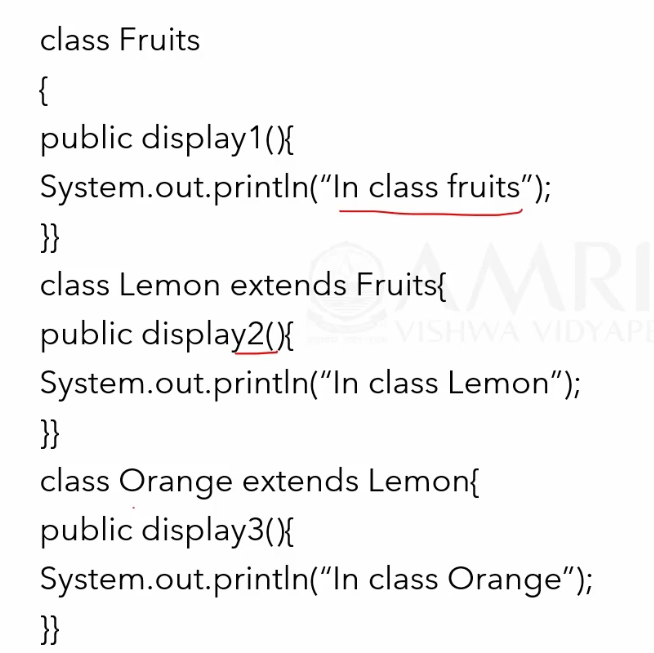 class Fruits
{
public display1(){
System.out.println(“In class fruits”);
}}
class Lemon extends Fruits{
public display2(){
System.out.println(“In class Lemon”);
}}
class Orange extends Lemon{
public display3(){
System.out.println(“In class Orange”);
}}
AMRI
VISHWA VIDYAPE